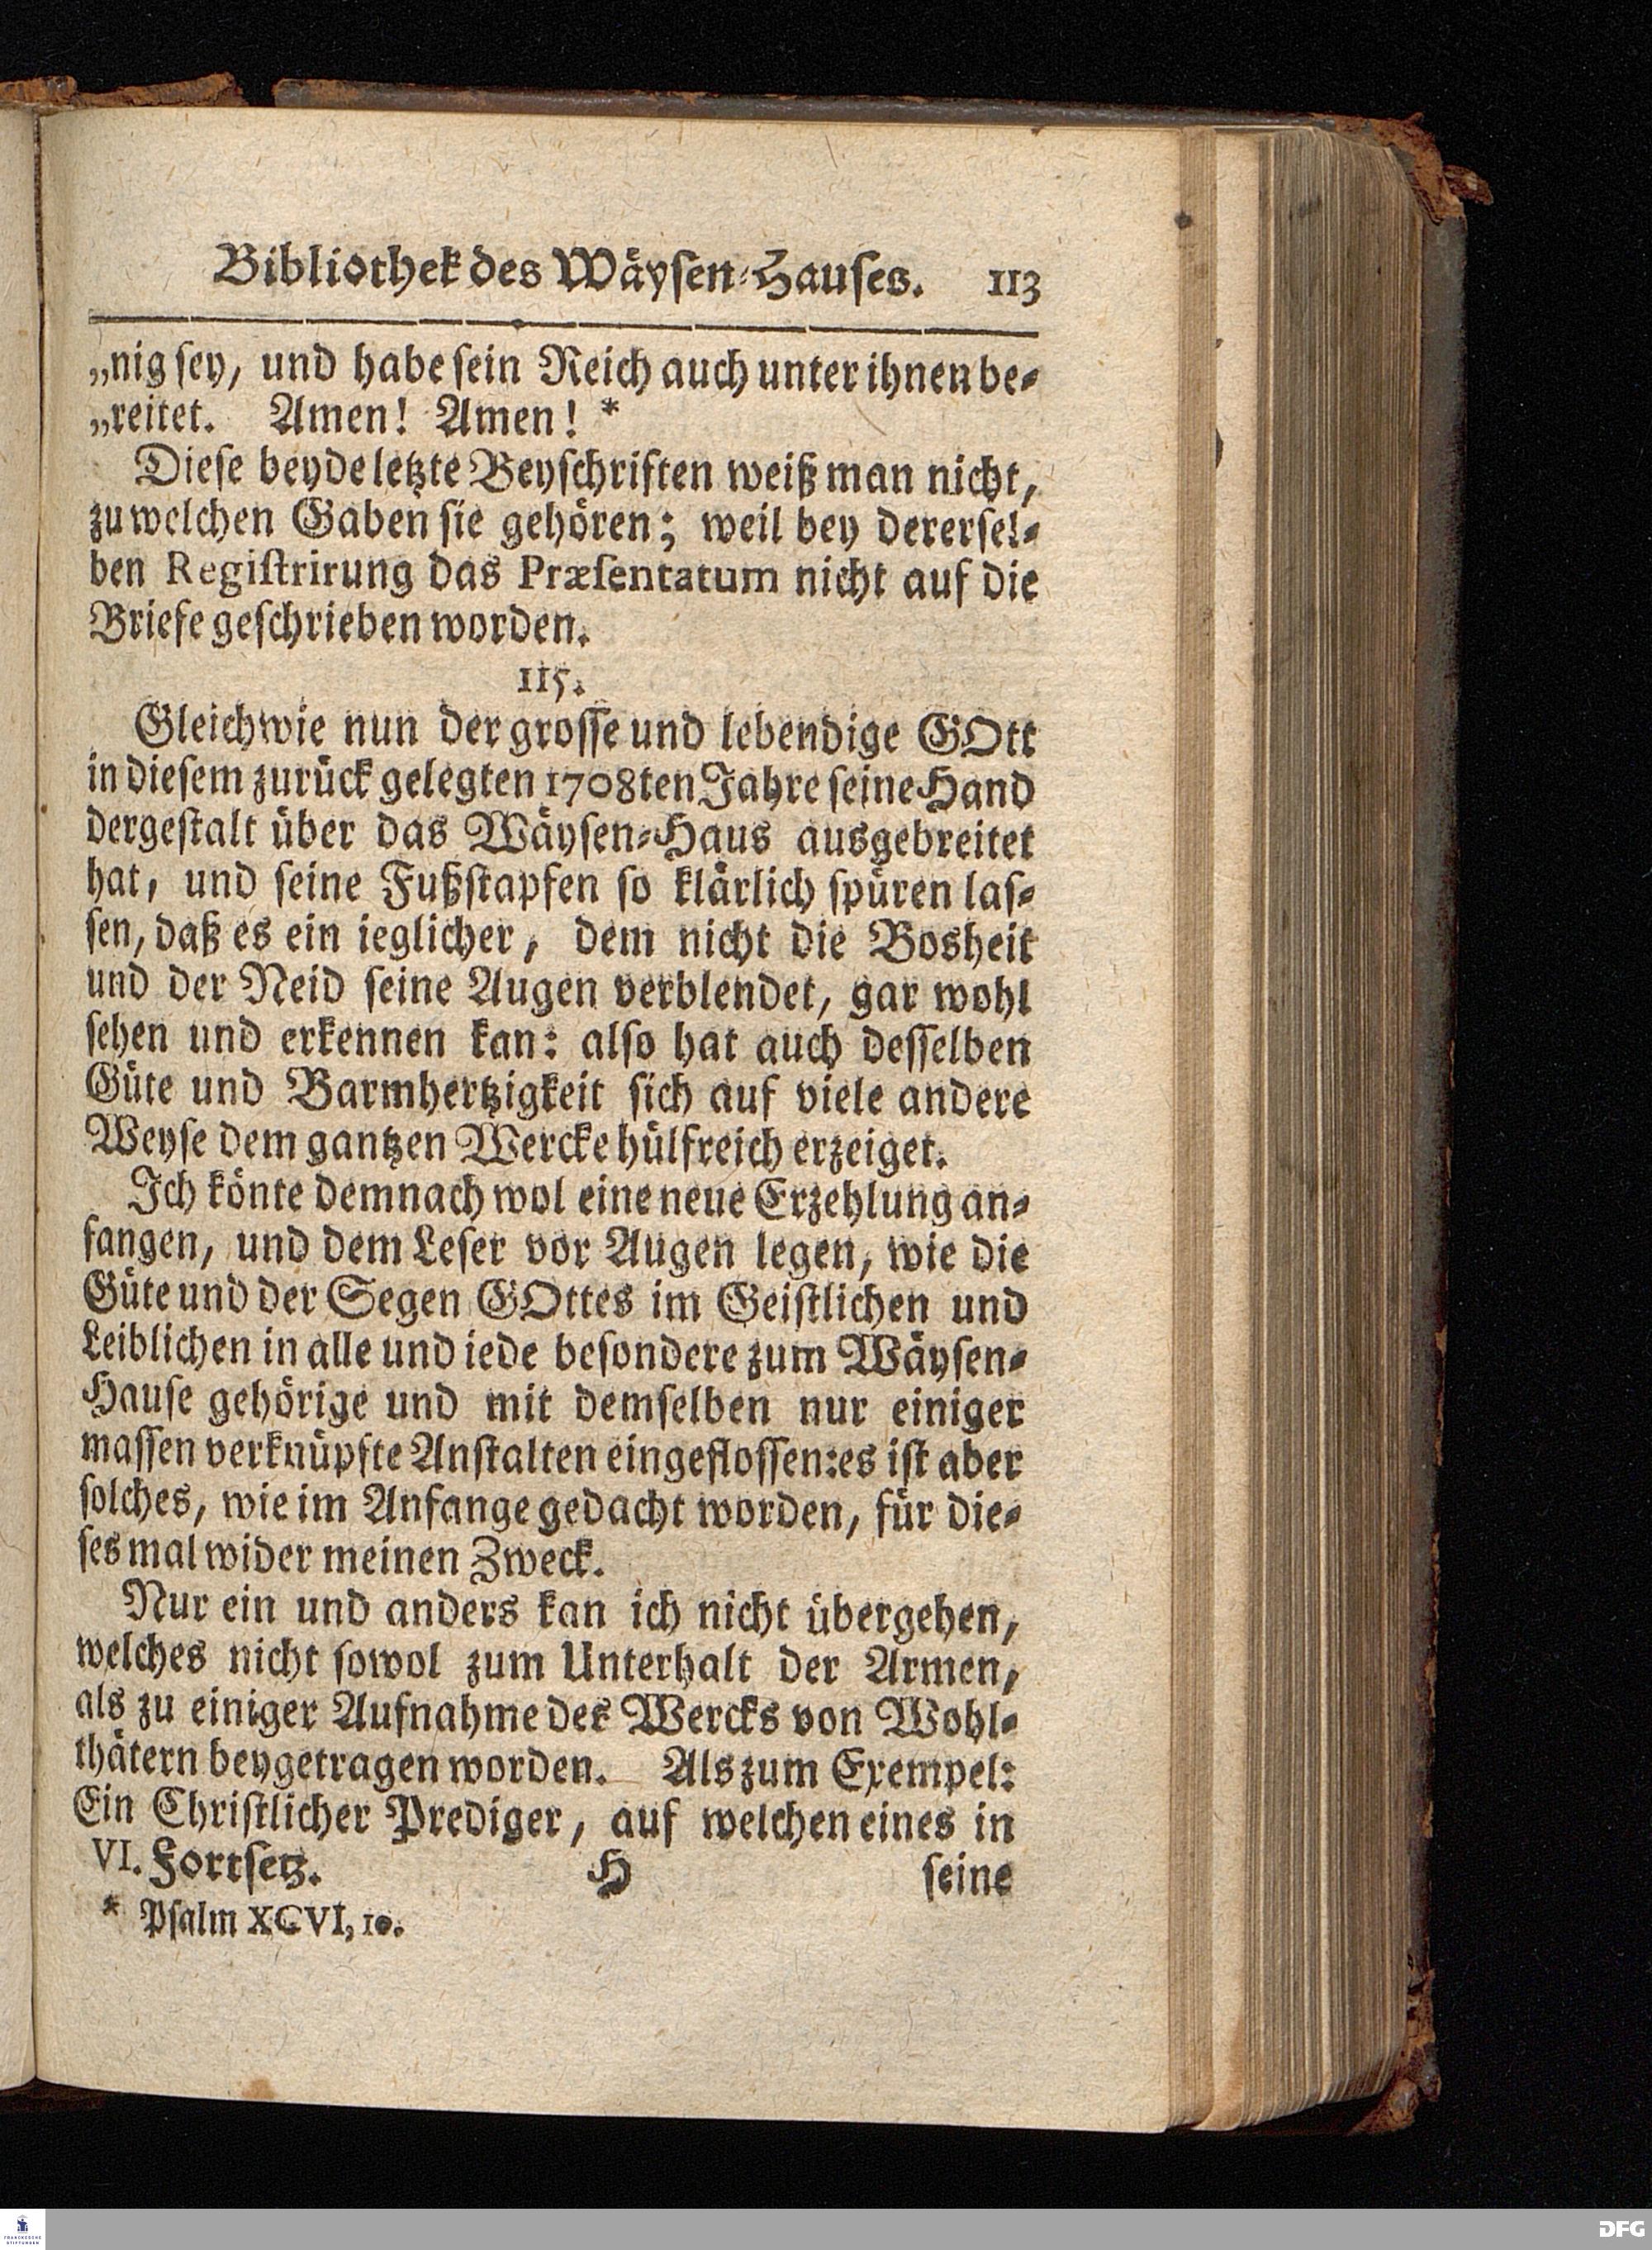 Bibliothek des Wäysen-Hauses. 113
„nig sey, und habe sein Reich auch unter ihnen be-
„reitet. Amen! Amen! *
Diese beyde letzte Beyschriften weiß man nicht,
zu welchen Gaben sie gehören; weil bey derersel-
ben Registrirung das Præsentatum nicht auf die
Briefe geschrieben worden.
115.
Gleichwie nun der grosse und lebendige GOtt
in diesem zurück gelegten 1708ten Jahre seine Hand
dergestalt über das Wäysen-Haus ausgebreitet
hat, und seine Fußstapfen so klärlich spüren las-
sen, daß es ein ieglicher, dem nicht die Bosheit
und der Neid seine Augen verblendet, gar wohl
sehen und erkennen kan: also hat auch desselben
Güte und Barmhertzigkeit sich auf viele andere
Weyse dem gantzen Wercke hülfreich erzeiget.
Ich könte demnach wol eine neue Erzehlung an-
fangen, und dem Leser vor Augen legen, wie die
Güte und der Segen GOttes im Geistlichen und
Leiblichen in alle und iede besondere zum Wäysen-
Hause gehörige und mit demselben nur einiger
massen verknüpfte Anstalten eingeflossen: es ist aber
solches, wie im Anfange gedacht worden, für die-
ses mal wider meinen Zweck.
Nur ein und anders kan ich nicht übergehen,
welches nicht sowol zum Unterhalt der Armen,
als zu einiger Aufnahme des Wercks von Wohl-
thätern beygetragen worden. Als zum Exempel:
Ein Christlicher Prediger, auf welchen eines in
VI. Fortsetz. H seine
* Psalm XCVI, 10.
FRANCKESCHE STIFTUNGEN
DFG